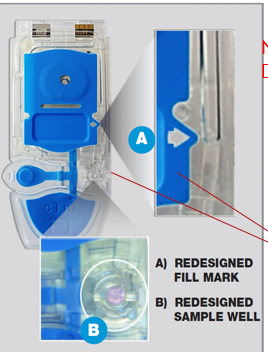 A
B
A) REDESIGNED
FILL MARK
B) REDESIGNED
SAMPLE WELL